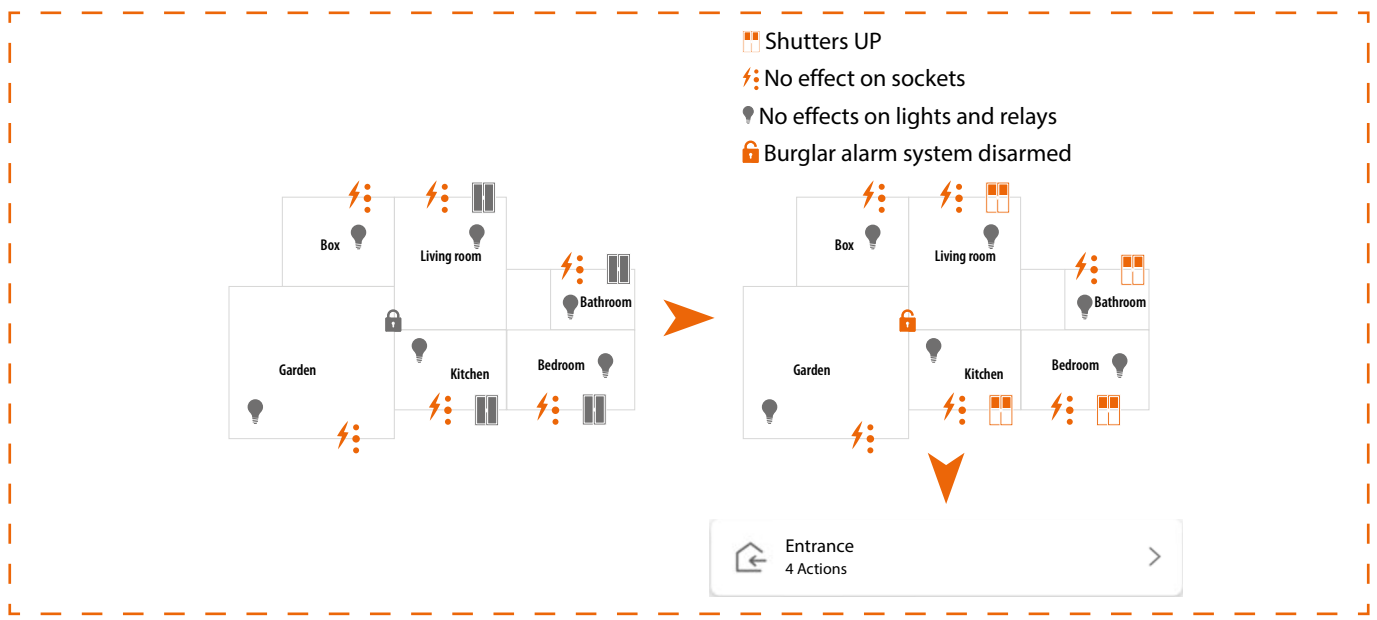 Shutters UP
No effect on sockets
No effects on lights and relays
Burglar alarm system disarmed
Box
Living room
Bathroom
Garden
Kitchen
Bedroom
Box
Living room
Bathroom
Garden
Kitchen
Bedroom
Entrance
4 Actions